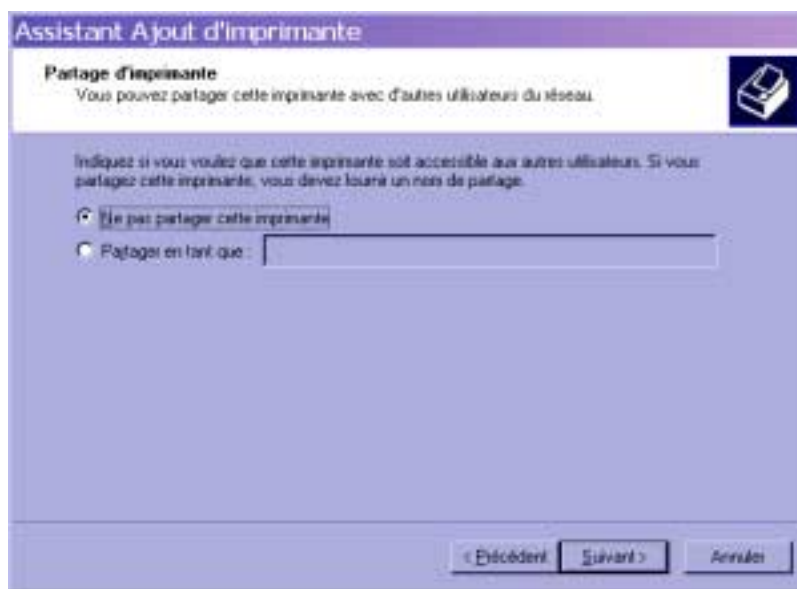 Assistant Ajout d'imprimante
Partage d'imprimante
Vous pouvez partager cette imprimante avec d'autres utilisateurs du réseau.
Indiquez si vous voulez que cette imprimante soit accessible aux autres utilisateurs. Si vous
partagez cette imprimante, vous devez fournir un nom de partage.
Ne pas partager cette imprimante
Partager en tant que :
< Précédent
Suivant >
Annuler